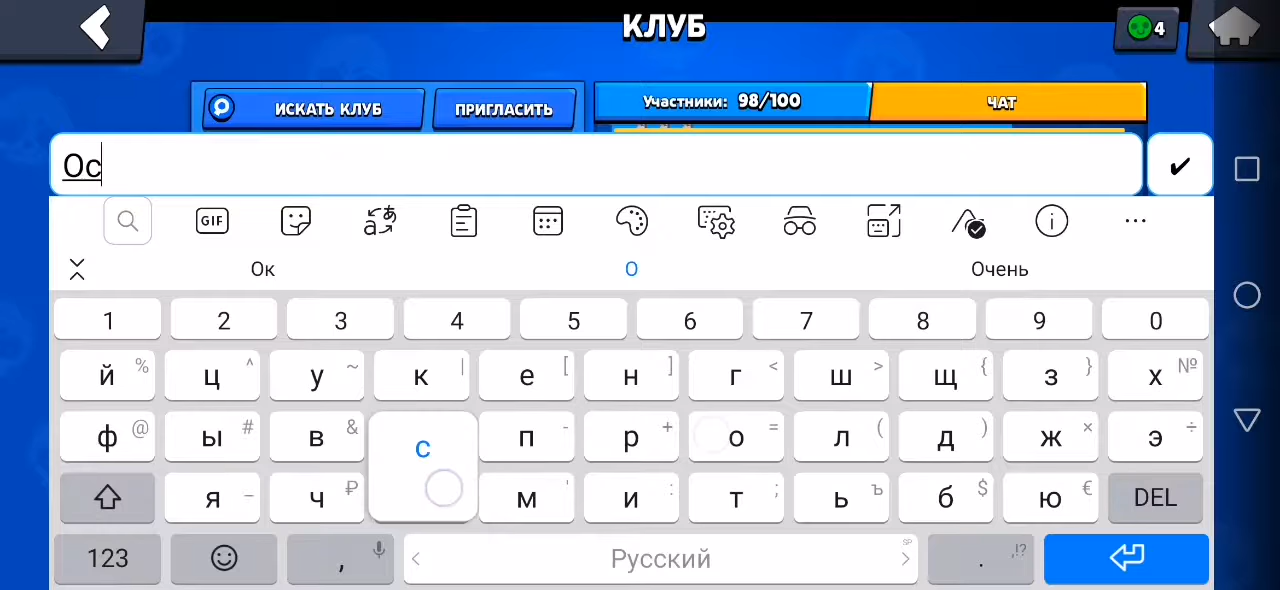 КЛУБ
4
ИСКАТЬ КЛУБ ПРИГЛАСИТЬ Участники: 98/100 ЧАТ
Ос
GIF
Ок О Очень
1 2 3 4 5 6 7 8 9 0
й % ц ^ у ~ к | е [ н ] г < ш > щ { з } х №
ф @ ы # в & с п - р + о = л ( д ) ж × э ÷
я _ ч ₽ м ' и : т ; ь ъ б $ ю € DEL
123 , < Русский > SP . ,!?